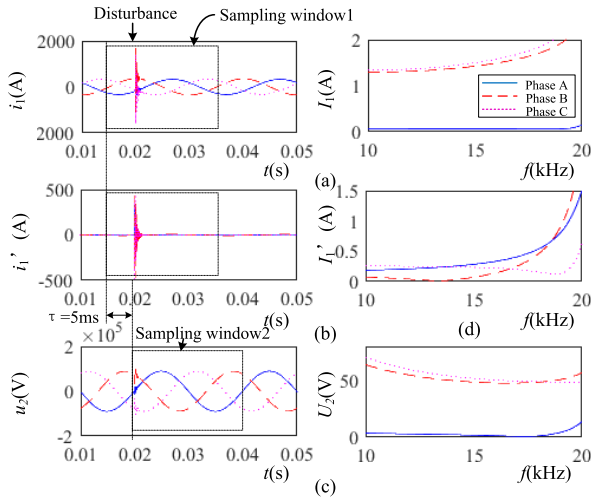 Disturbance
Sampling window1
i₁(A)
2000
0
2000
0.01 0.02 0.03 0.04 0.05
t(s)
I₁(A)
2
1
0
10 15 20
f(kHz)
Phase A
Phase B
Phase C
(a)
i₁’ (A)
500
0
-500
0.01 0.02 0.03 0.04 0.05
t(s)
(b)
I₁’ (A)
1.5
1
0.5
0
10 15 20
f(kHz)
(d)
τ =5ms
Sampling window2
×10⁵
u₂(V)
2
0
-2
0.01 0.02 0.03 0.04 0.05
t(s)
U₂(V)
50
0
10 15 20
f(kHz)
(c)